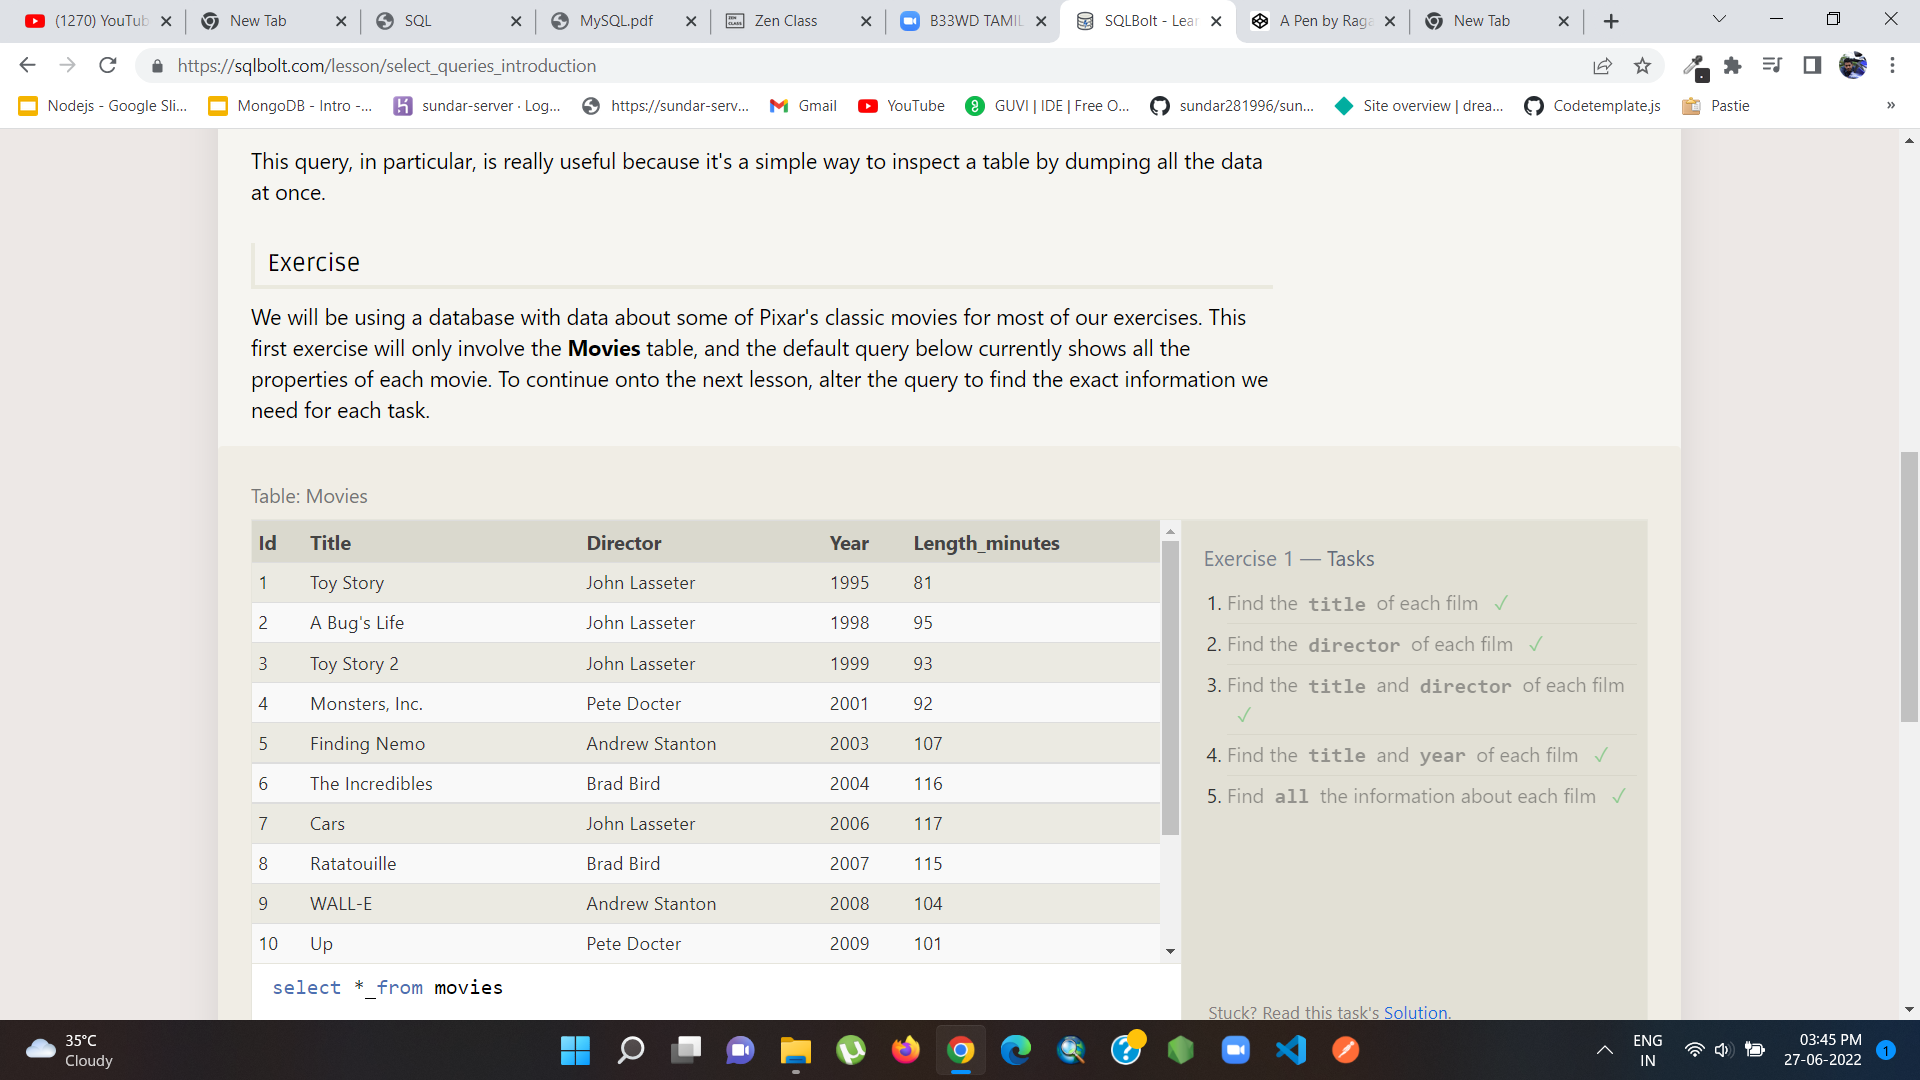 (1270) YouTub
New Tab
SQL
MySQL.pdf
Zen Class
B33WD TAMIL
SQLBolt - Lear
A Pen by Raga
New Tab
https://sqlbolt.com/lesson/select_queries_introduction
Nodejs - Google Sli...
MongoDB - Intro -...
sundar-server · Log...
https://sundar-serv...
Gmail
YouTube
GUVI | IDE | Free O...
sundar281996/sun...
Site overview | drea...
Codetemplate.js
Pastie
»
This query, in particular, is really useful because it's a simple way to inspect a table by dumping all the data
at once.
Exercise
We will be using a database with data about some of Pixar's classic movies for most of our exercises. This
first exercise will only involve the Movies table, and the default query below currently shows all the
properties of each movie. To continue onto the next lesson, alter the query to find the exact information we
need for each task.
Table: Movies
Id Title Director Year Length_minutes
1 Toy Story John Lasseter 1995 81
2 A Bug's Life John Lasseter 1998 95
3 Toy Story 2 John Lasseter 1999 93
4 Monsters, Inc. Pete Docter 2001 92
5 Finding Nemo Andrew Stanton 2003 107
6 The Incredibles Brad Bird 2004 116
7 Cars John Lasseter 2006 117
8 Ratatouille Brad Bird 2007 115
9 WALL-E Andrew Stanton 2008 104
10 Up Pete Docter 2009 101
select *_from movies
Exercise 1 — Tasks
1. Find the title of each film ✓
2. Find the director of each film ✓
3. Find the title and director of each film
✓
4. Find the title and year of each film ✓
5. Find all the information about each film ✓
Stuck? Read this task's Solution.
35°C
Cloudy
ENG
IN
03:45 PM
27-06-2022
1